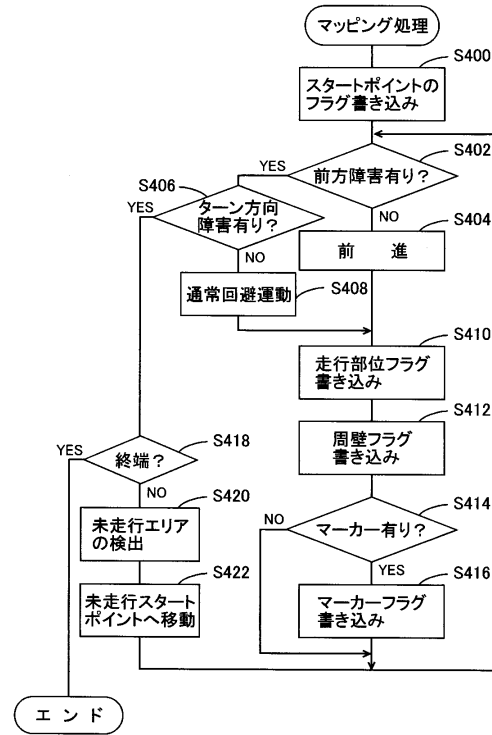 マッピング処理
S400
スタートポイントの
フラグ書き込み
S402
前方障害有り?
YES
NO
S404
前 進
S406
YES
ターン方向
障害有り?
NO
S408
通常回避運動
S410
走行部位フラグ
書き込み
S412
周壁フラグ
書き込み
S414
マーカー有り?
NO
YES
S416
マーカーフラグ
書き込み
S418
YES
終端?
NO
S420
未走行エリア
の検出
S422
未走行スタート
ポイントへ移動
エ ン ド